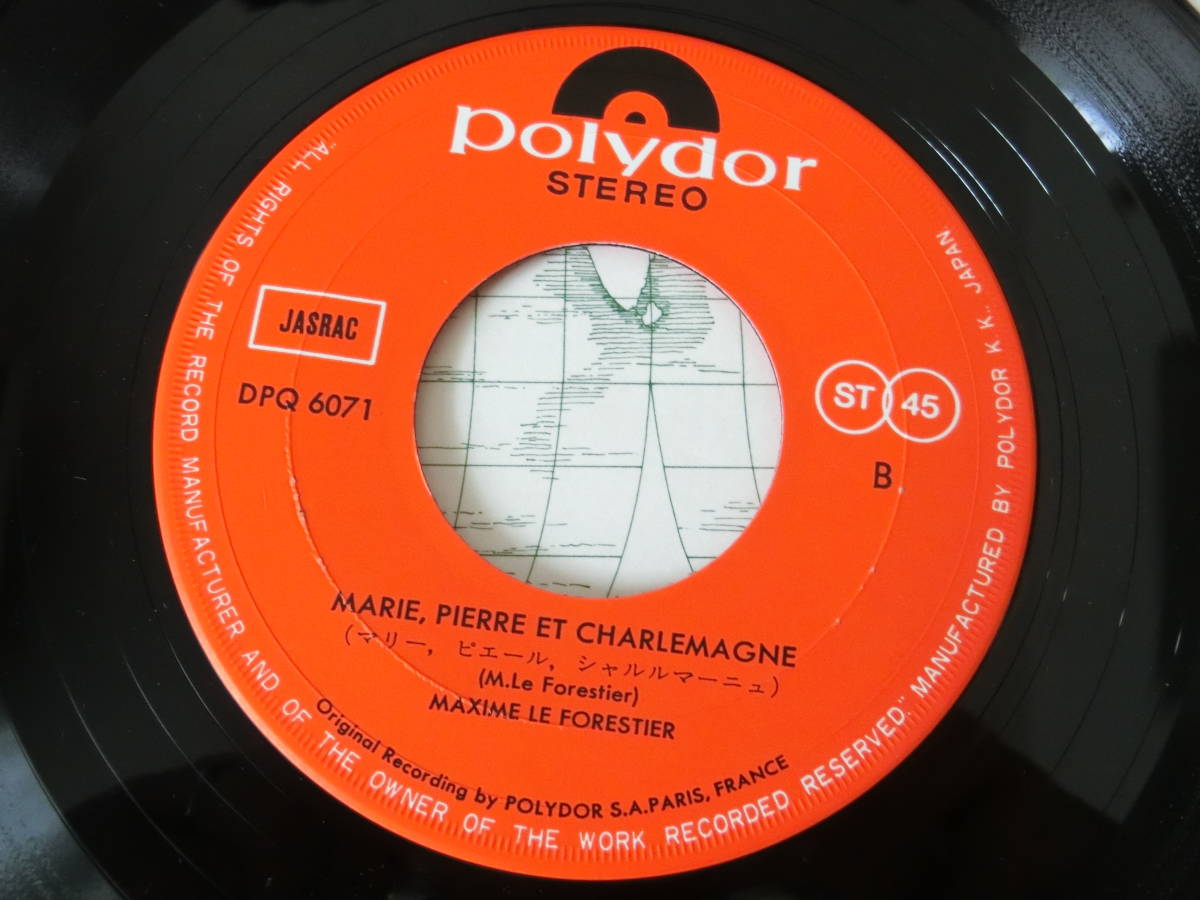 polydor
STEREO
JASRAC
DPQ 6071
ST 45
B
MARIE, PIERRE ET CHARLEMAGNE
(マリー, ピエール, シャルルマーニュ)
(M.Le Forestier)
MAXIME LE FORESTIER
Original Recording by POLYDOR S.A.PARIS, FRANCE
"ALL RIGHTS OF THE RECORD MANUFACTURER AND OF THE OWNER OF THE WORK RECORDED RESERVED." MANUFACTURED BY POLYDOR K.K., JAPAN